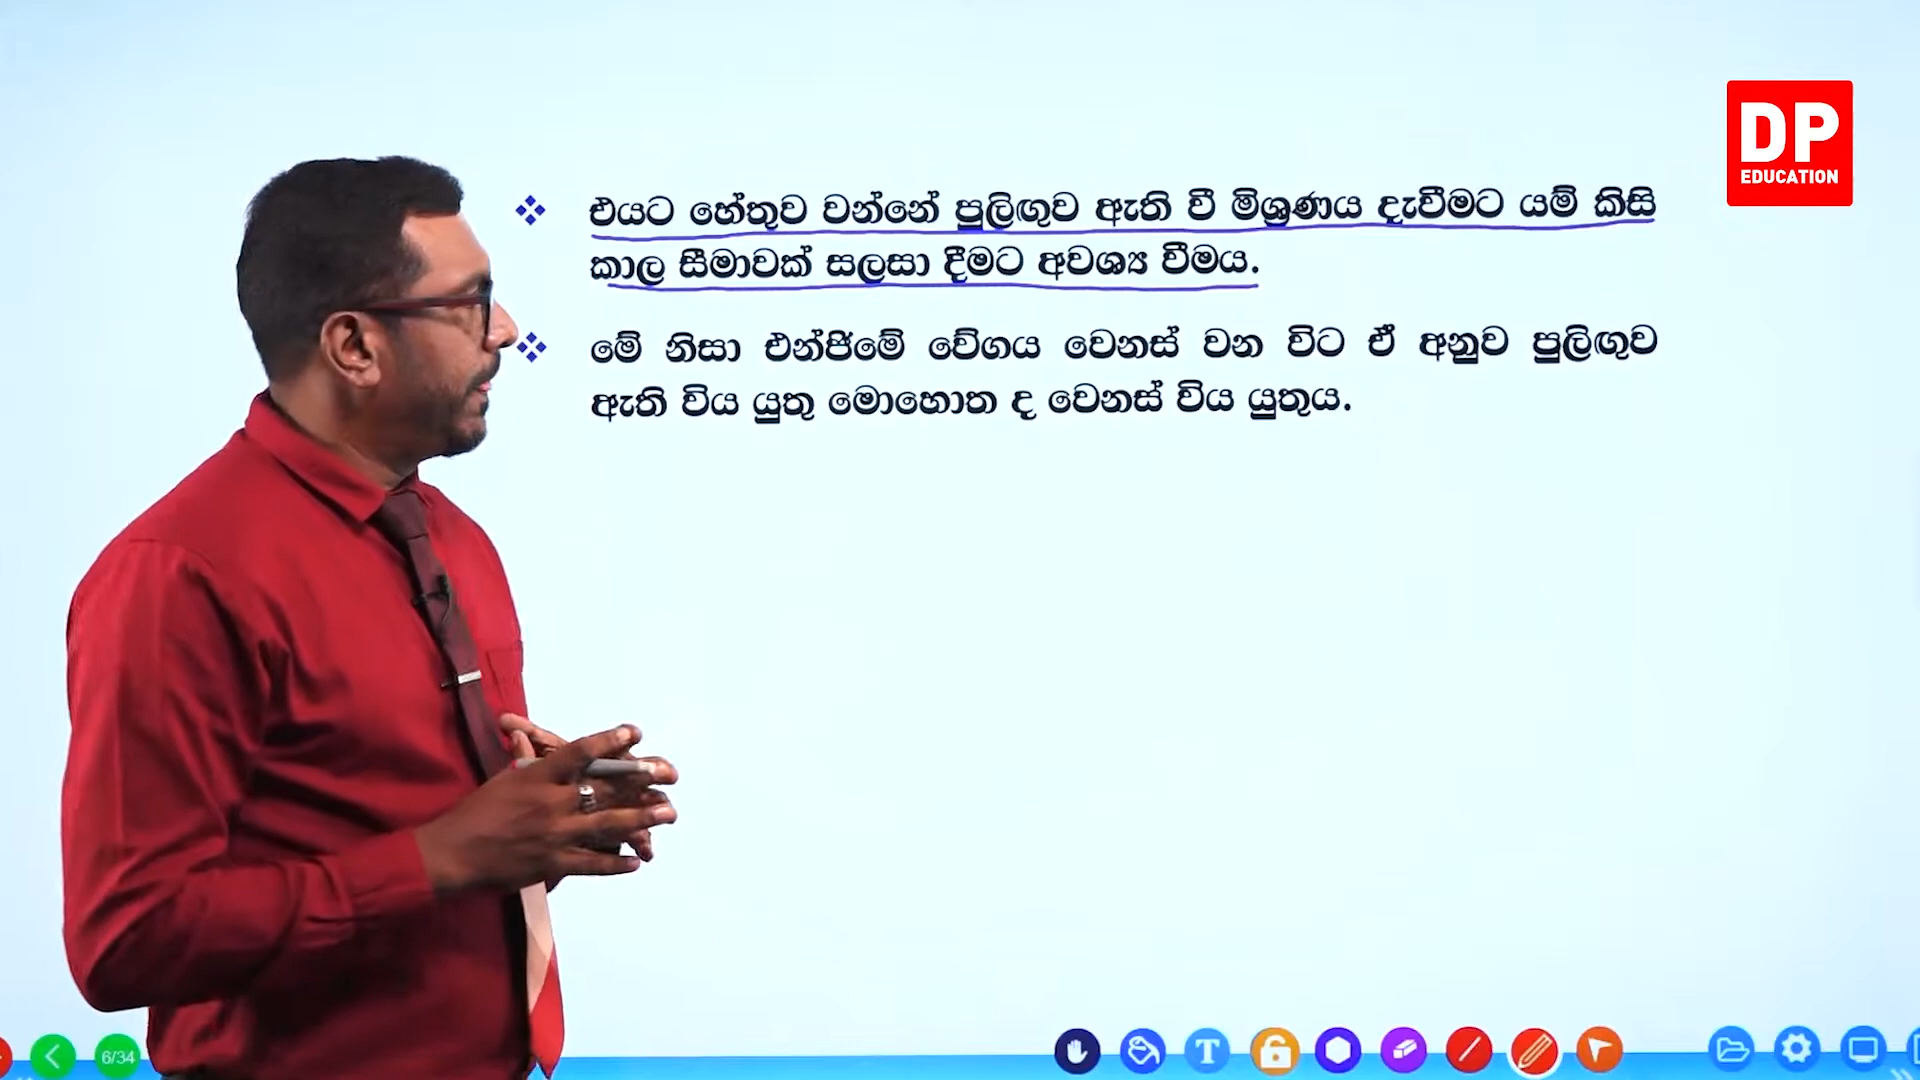 DP
EDUCATION
එයට හේතුව වන්නේ පුලිඟුව ඇති වී මිශ්‍රණය දැවීමට යම් කිසි
කාල සීමාවක් සලසා දීමට අවශ්‍ය වීමය.
මේ නිසා එන්ජිමේ වේගය වෙනස් වන විට ඒ අනුව පුලිඟුව
ඇති විය යුතු මොහොත ද වෙනස් විය යුතුය.
6/34
T